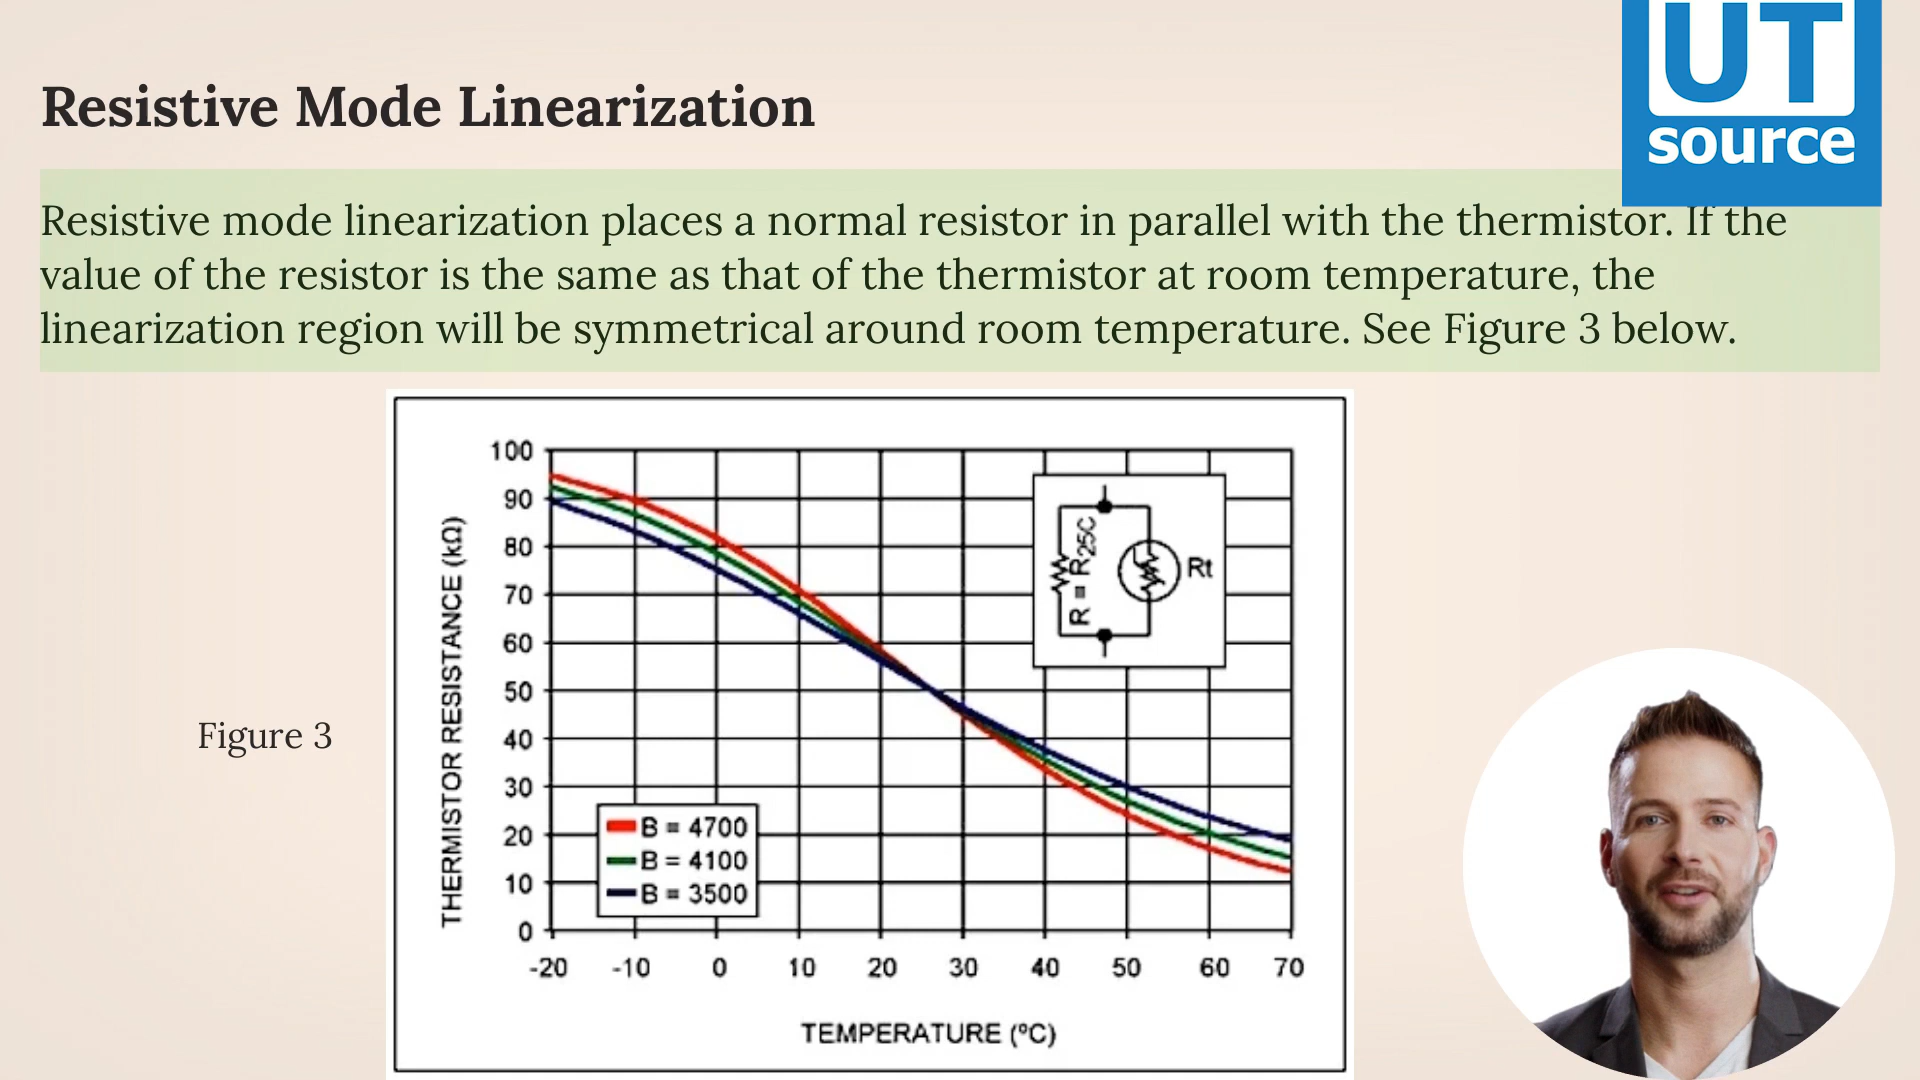 UT
source
Resistive Mode Linearization
Resistive mode linearization places a normal resistor in parallel with the thermistor. If the
value of the resistor is the same as that of the thermistor at room temperature, the
linearization region will be symmetrical around room temperature. See Figure 3 below.
Figure 3
THERMISTOR RESISTANCE (kΩ)
100
90
80
70
60
50
40
30
20
10
0
R = R25C
Rt
B = 4700
B = 4100
B = 3500
-20 -10 0 10 20 30 40 50 60 70
TEMPERATURE (ºC)